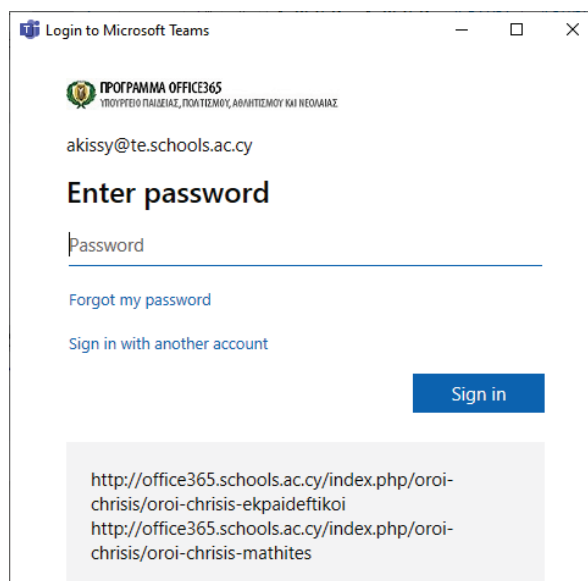 Login to Microsoft Teams
ΠΡΟΓΡΑΜΜΑ OFFICE365
ΥΠΟΥΡΓΕΙΟ ΠΑΙΔΕΙΑΣ, ΠΟΛΙΤΙΣΜΟΥ, ΑΘΛΗΤΙΣΜΟΥ ΚΑΙ ΝΕΟΛΑΙΑΣ
akissy@te.schools.ac.cy
Enter password
Password
Forgot my password
Sign in with another account
Sign in
http://office365.schools.ac.cy/index.php/oroi-
chrisis/oroi-chrisis-ekpaideftikoi
http://office365.schools.ac.cy/index.php/oroi-
chrisis/oroi-chrisis-mathites